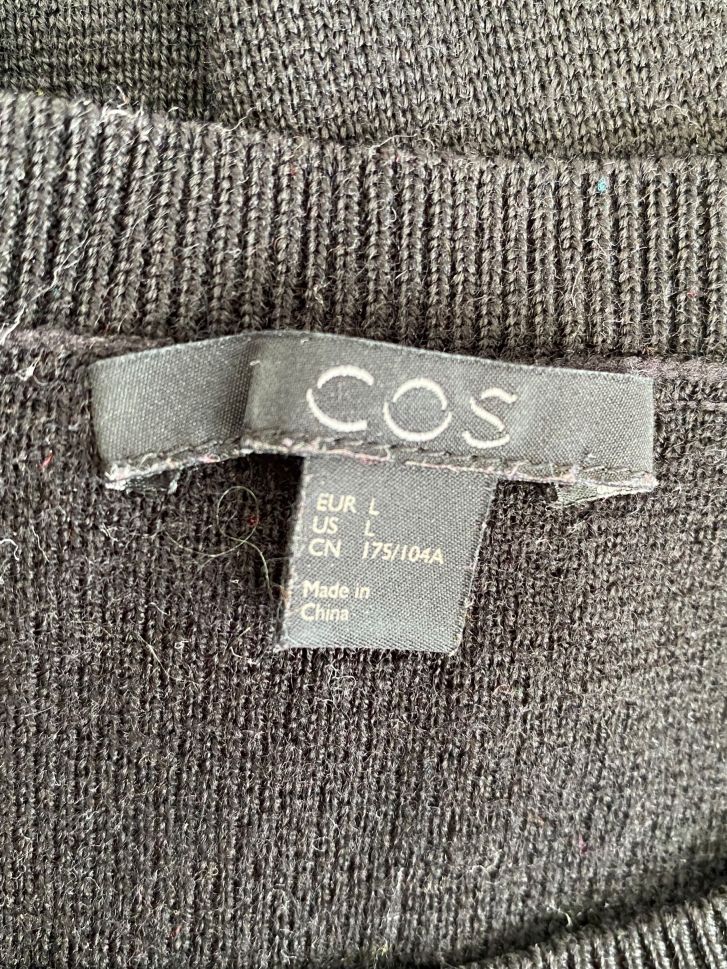 COS
EUR L
US L
CN 175/104A
Made in
China